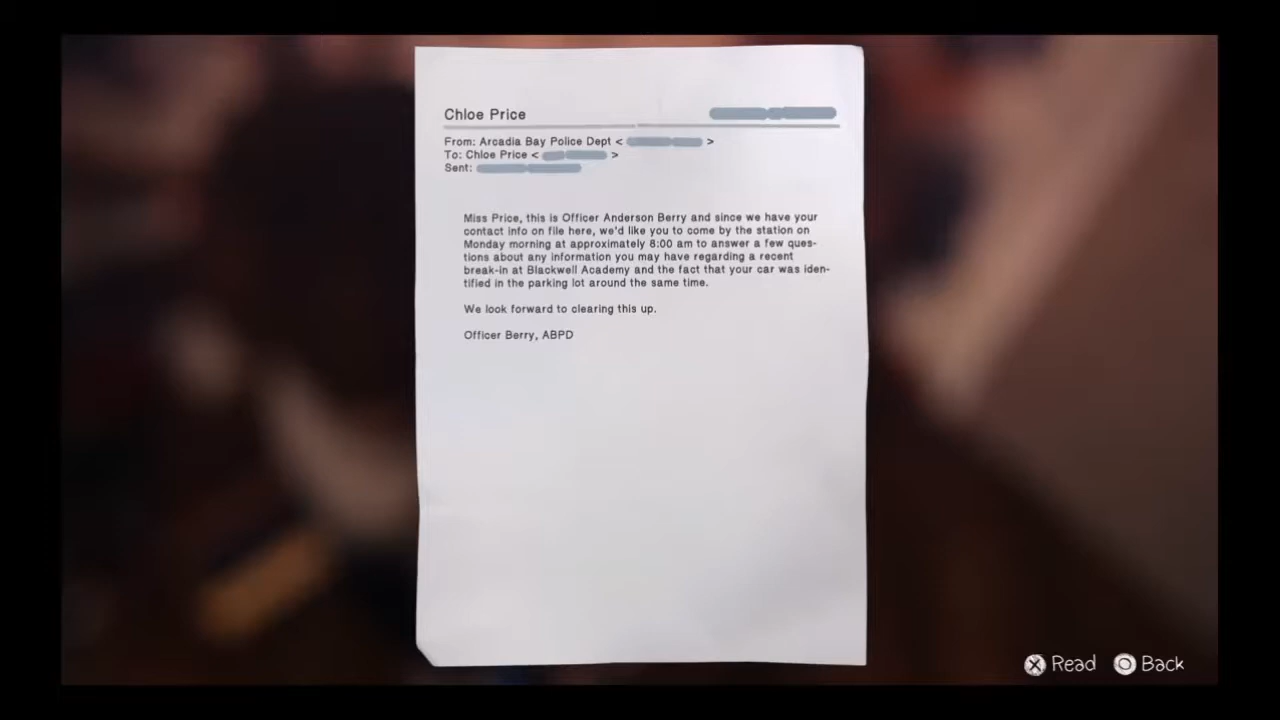 Chloe Price
From: Arcadia Bay Police Dept < >
To: Chloe Price < >
Sent:
Miss Price, this is Officer Anderson Berry and since we have your
contact info on file here, we'd like you to come by the station on
Monday morning at approximately 8:00 am to answer a few ques-
tions about any information you may have regarding a recent
break-in at Blackwell Academy and the fact that your car was iden-
tified in the parking lot around the same time.
We look forward to clearing this up.
Officer Berry, ABPD
Read Back